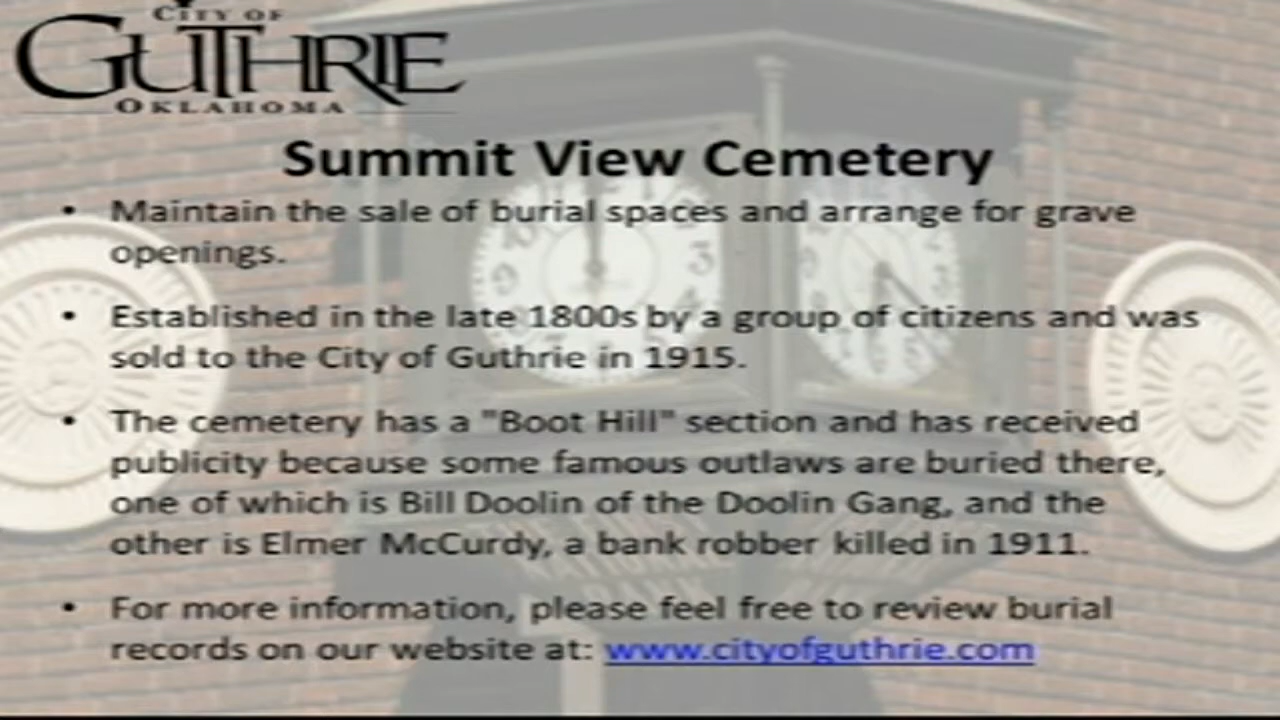 CITY OF
GUTHRIE
OKLAHOMA
Summit View Cemetery
• Maintain the sale of burial spaces and arrange for grave
openings.
• Established in the late 1800s by a group of citizens and was
sold to the City of Guthrie in 1915.
• The cemetery has a "Boot Hill" section and has received
publicity because some famous outlaws are buried there,
one of which is Bill Doolin of the Doolin Gang, and the
other is Elmer McCurdy, a bank robber killed in 1911.
• For more information, please feel free to review burial
records on our website at: www.cityofguthrie.com